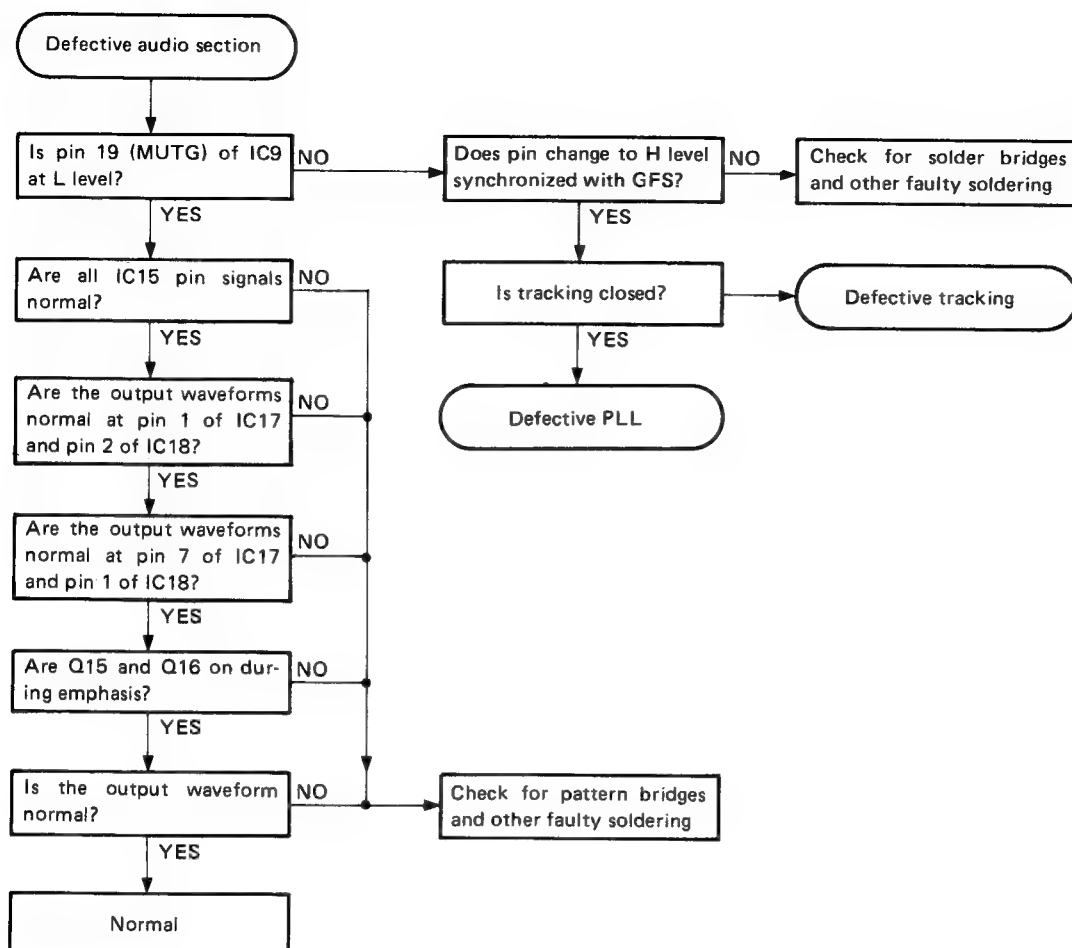 Defective audio section
Is pin 19 (MUTG) of IC9
at L level?
NO
Does pin change to H level
synchronized with GFS?
NO
Check for solder bridges
and other faulty soldering
YES
YES
Are all IC15 pin signals
normal?
NO
Is tracking closed?
Defective tracking
YES
YES
Are the output waveforms
normal at pin 1 of IC17
and pin 2 of IC18?
NO
Defective PLL
YES
Are the output waveforms
normal at pin 7 of IC17
and pin 1 of IC18?
NO
YES
Are Q15 and Q16 on dur-
ing emphasis?
NO
YES
Is the output waveform
normal?
NO
Check for pattern bridges
and other faulty soldering
YES
Normal